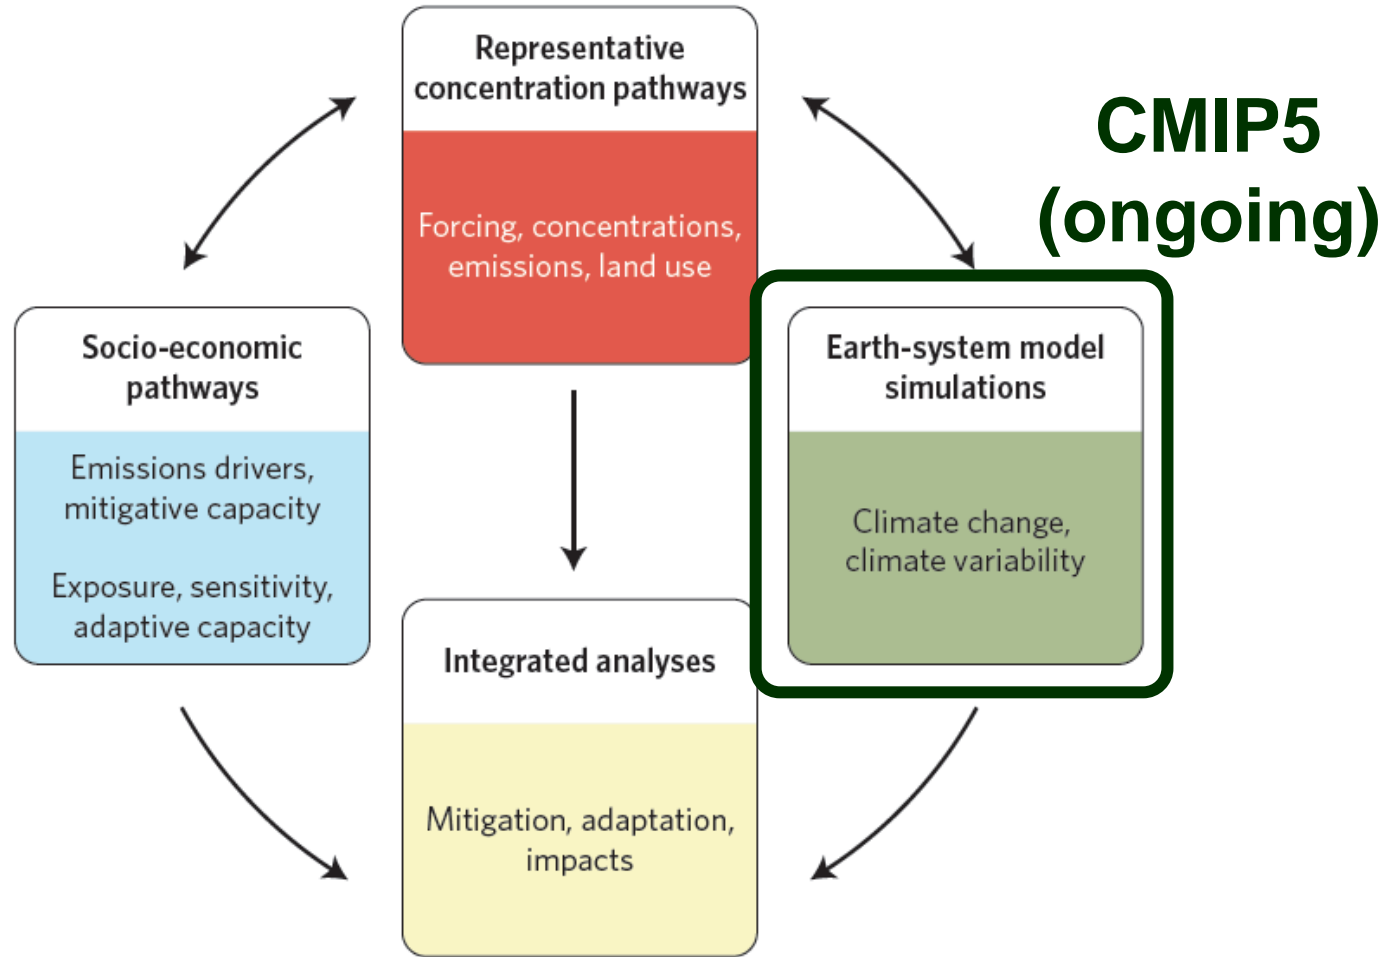 Representative
concentration pathways
Forcing, concentrations,
emissions, land use
CMIP5
(ongoing)
Socio-economic
pathways
Emissions drivers,
mitigative capacity
Exposure, sensitivity,
adaptive capacity
Earth-system model
simulations
Climate change,
climate variability
Integrated analyses
Mitigation, adaptation,
impacts